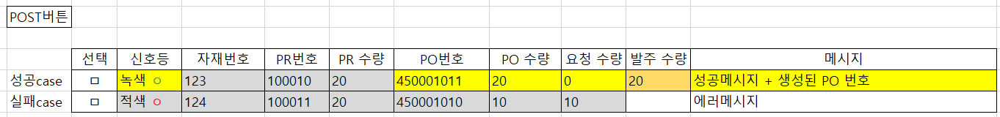 POST버튼
선택 신호등 자재번호 PR번호 PR 수량 PO번호 PO 수량 요청 수량 발주 수량 메시지
성공case ㅁ 녹색 ㅇ 123 100010 20 450001011 20 0 20 성공메시지 + 생성된 PO 번호
실패case ㅁ 적색 ㅇ 124 100011 20 450001010 10 10 에러메시지